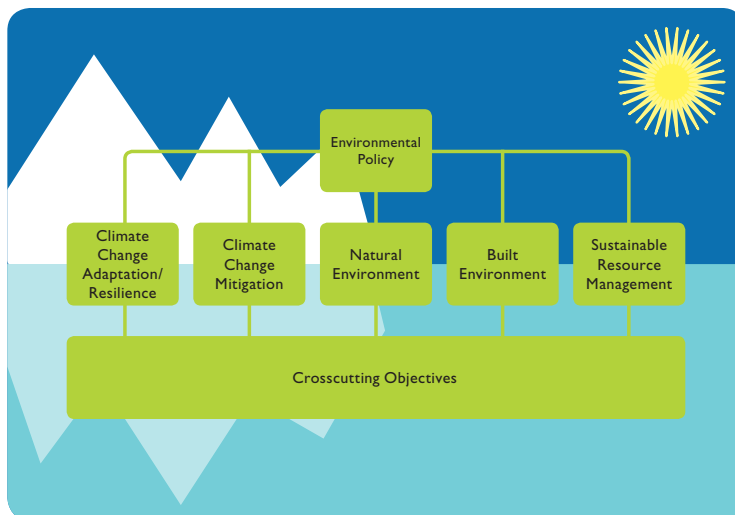 Environmental
Policy
Climate
Change
Adaptation/
Resilience
Climate
Change
Mitigation
Natural
Environment
Built
Environment
Sustainable
Resource
Management
Crosscutting Objectives